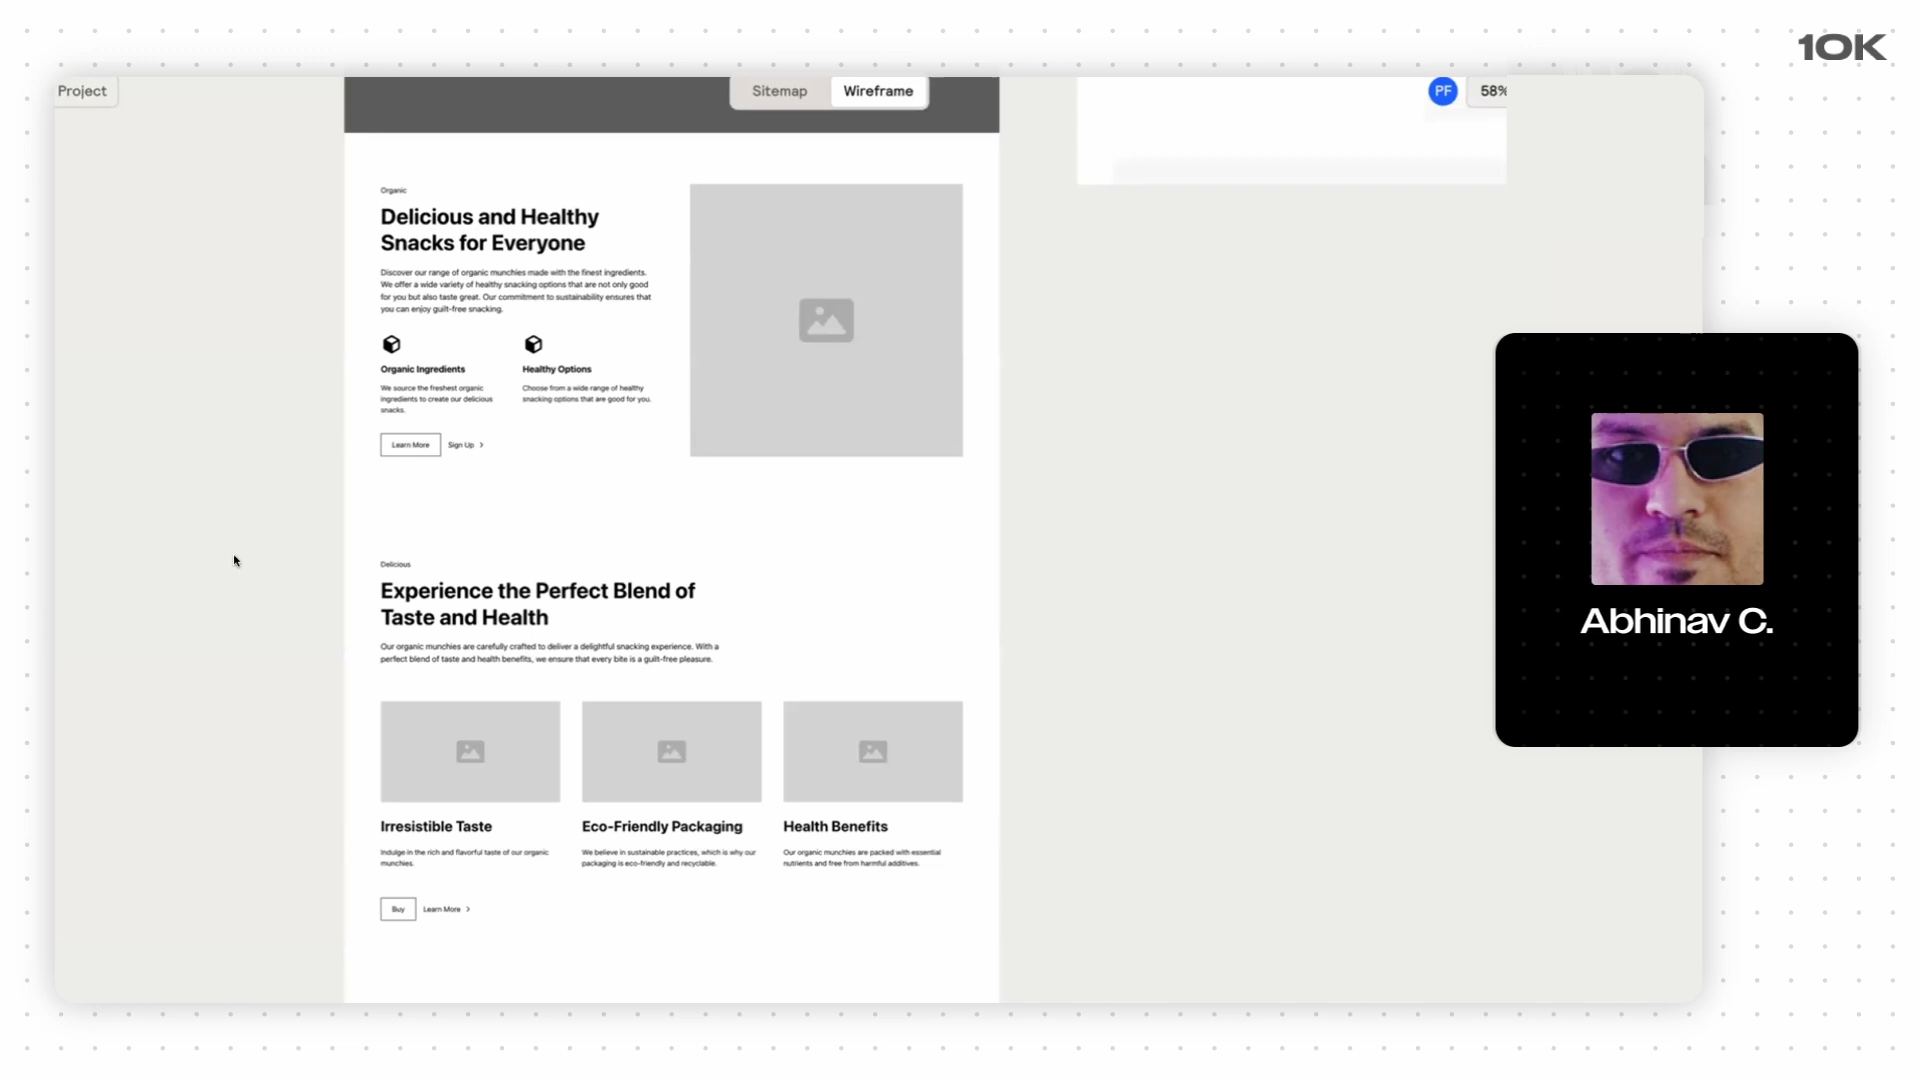 10K
Project
Sitemap
Wireframe
PF
58%
Organic
Delicious and Healthy
Snacks for Everyone
Discover our range of organic munchies made with the finest ingredients.
We offer a wide variety of healthy snacking options that are not only good
for you but also taste great. Our commitment to sustainability ensures that
you can enjoy guilt-free snacking.
Organic Ingredients
We source the freshest organic
ingredients to create our delicious
snacks.
Healthy Options
Choose from a wide range of healthy
snacking options that are good for you.
Learn More
Sign Up
Delicious
Experience the Perfect Blend of
Taste and Health
Our organic munchies are carefully crafted to deliver a delightful snacking experience. With a
perfect blend of taste and health benefits, we ensure that every bite is a guilt-free pleasure.
Irresistible Taste
Indulge in the rich and flavorful taste of our organic
munchies.
Eco-Friendly Packaging
We believe in sustainable practices, which is why our
packaging is eco-friendly and recyclable.
Health Benefits
Our organic munchies are packed with essential
nutrients and free from harmful additives.
Buy
Learn More
Abhinav C.